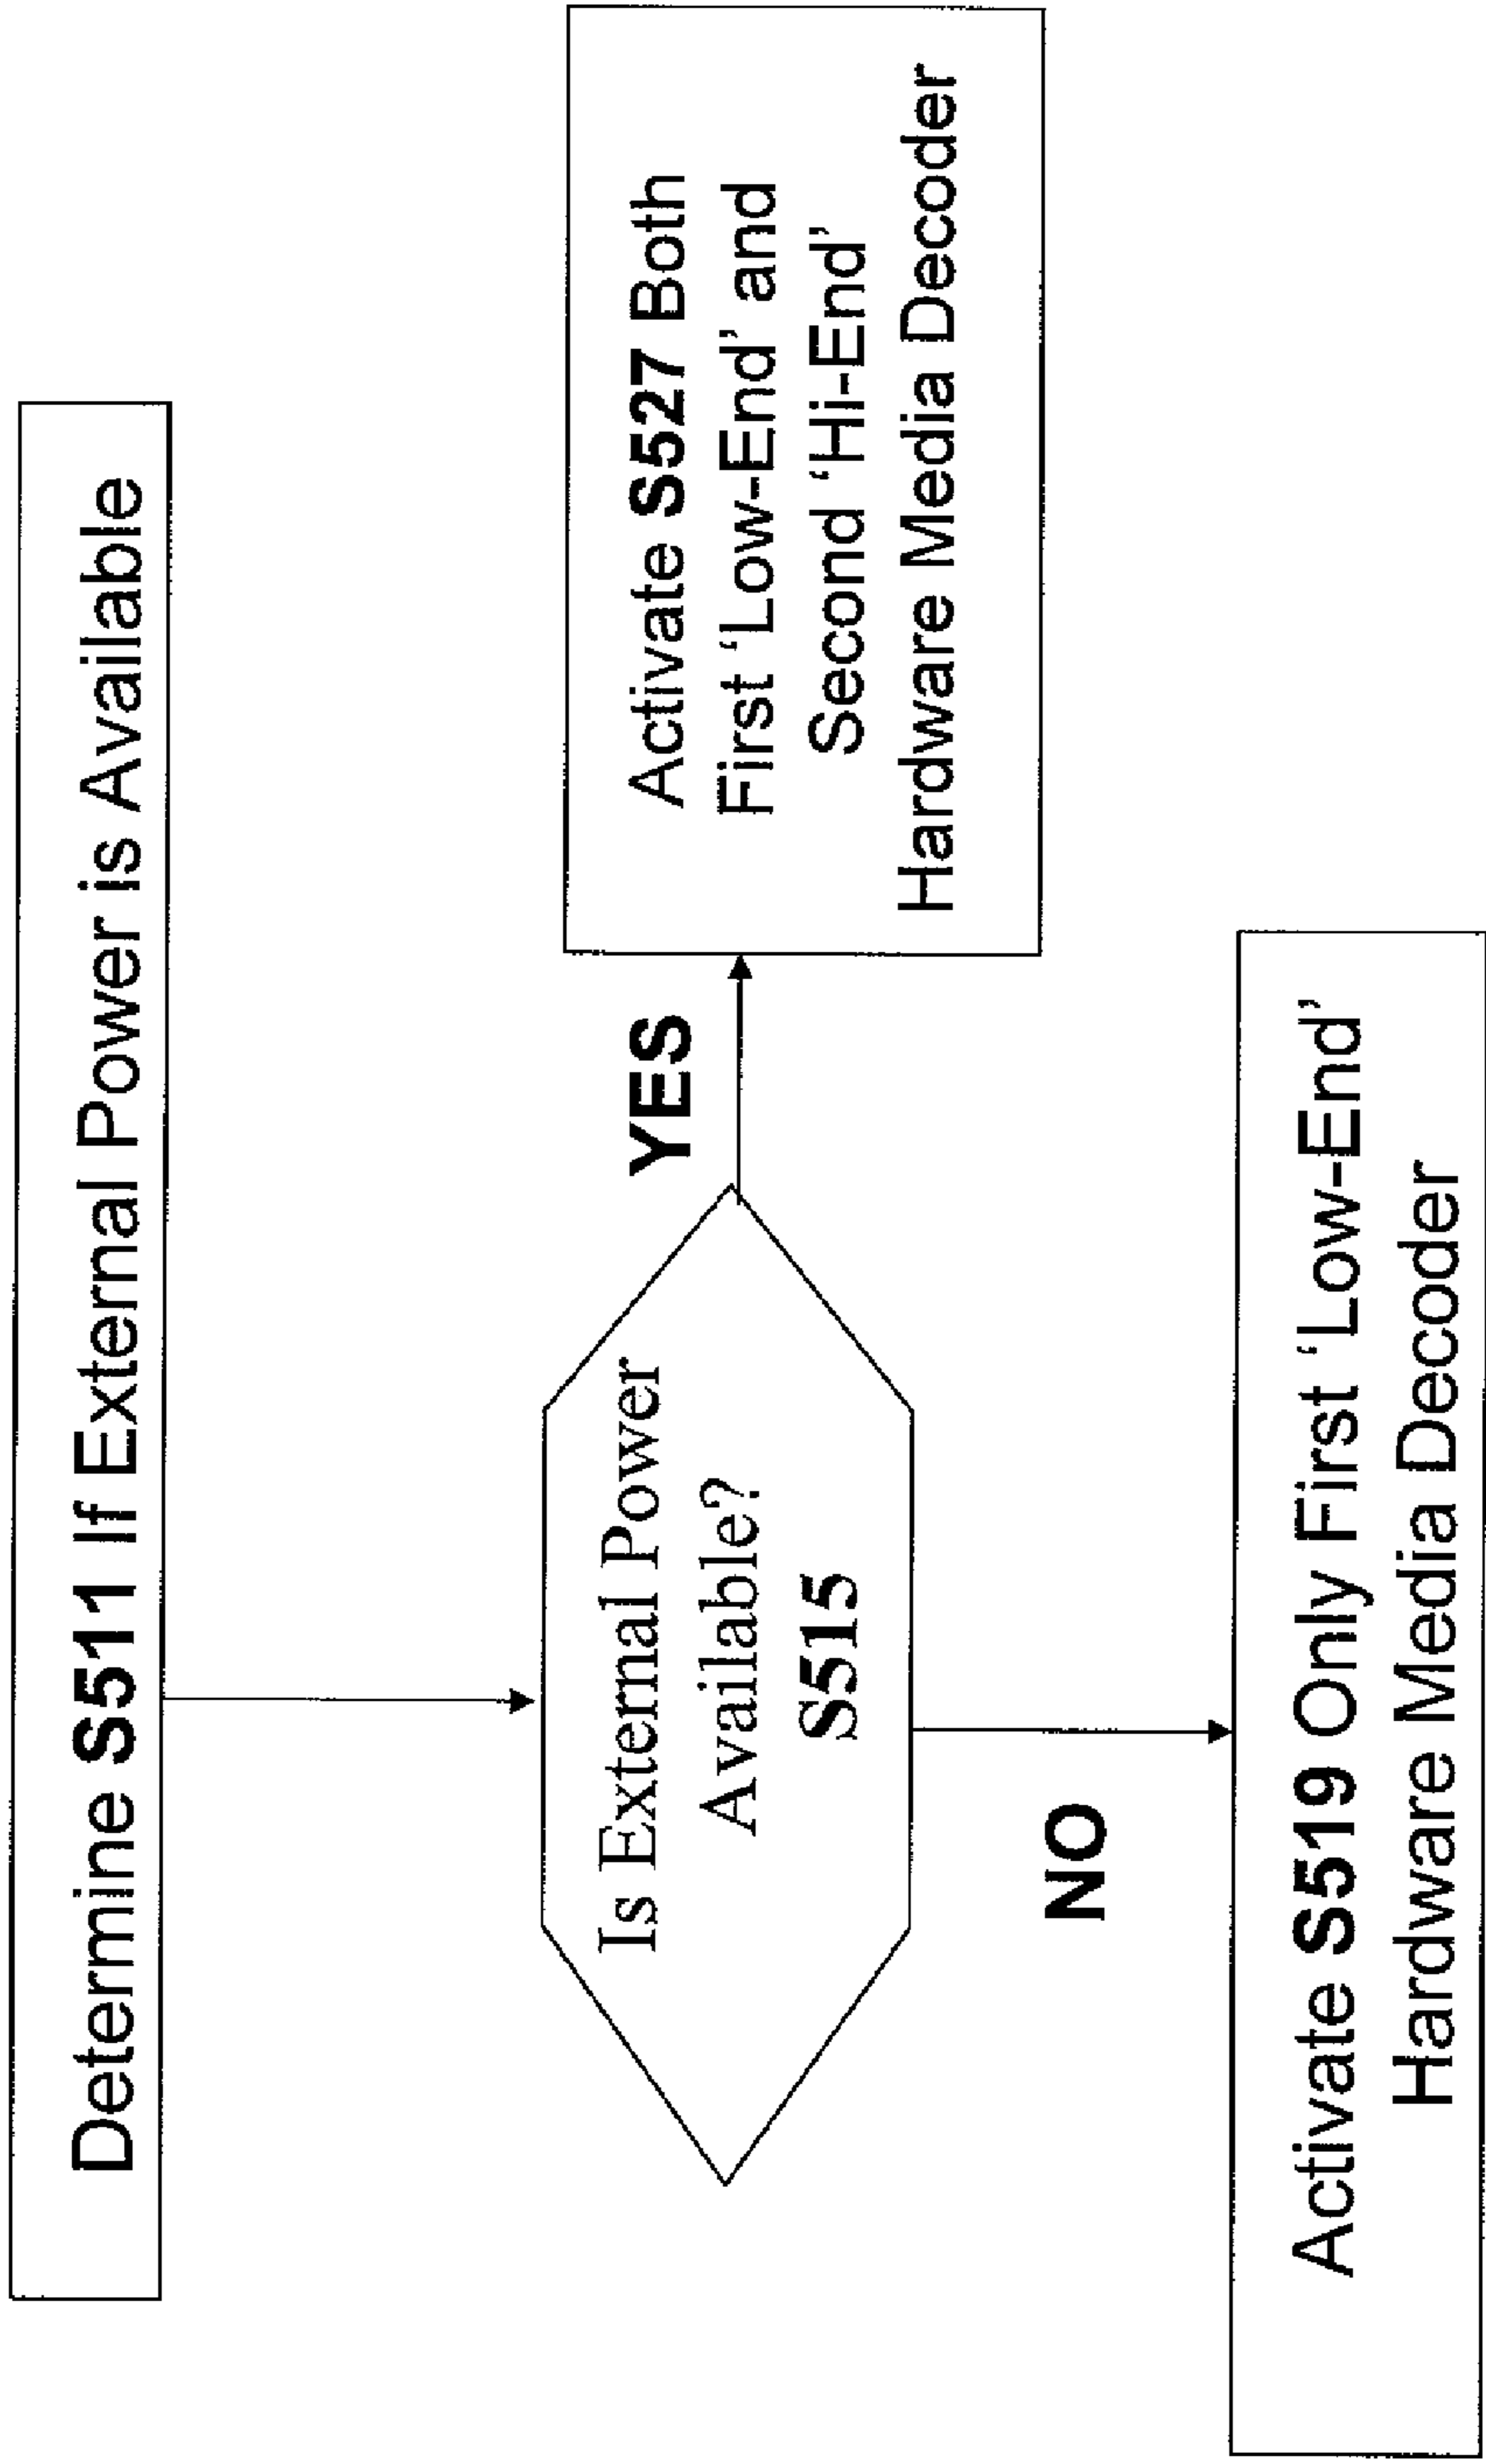 Determine S511 If External Power is Available
Is External Power
Available?
S515
YES
Activate S527 Both
First ‘Low-End’ and
Second ‘Hi-End’
Hardware Media Decoder
NO
Activate S519 Only First ‘Low-End’
Hardware Media Decoder